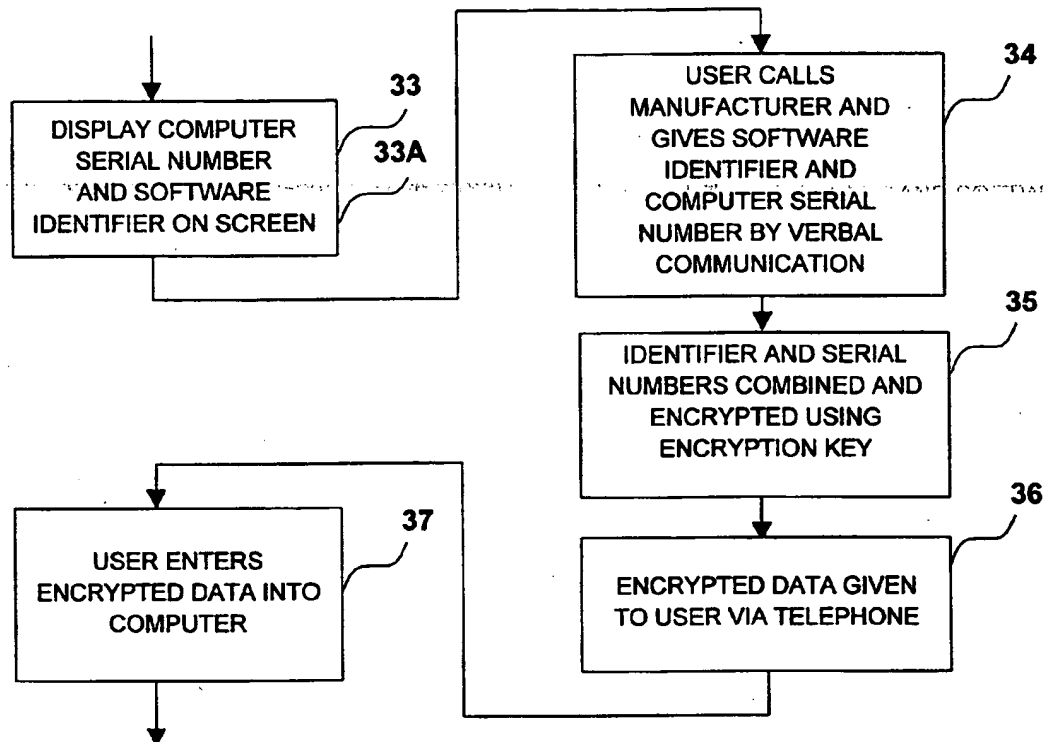 33
33A
DISPLAY COMPUTER
SERIAL NUMBER
AND SOFTWARE
IDENTIFIER ON SCREEN
34
USER CALLS
MANUFACTURER AND
GIVES SOFTWARE
IDENTIFIER AND
COMPUTER SERIAL
NUMBER BY VERBAL
COMMUNICATION
35
IDENTIFIER AND SERIAL
NUMBERS COMBINED AND
ENCRYPTED USING
ENCRYPTION KEY
36
ENCRYPTED DATA GIVEN
TO USER VIA TELEPHONE
37
USER ENTERS
ENCRYPTED DATA INTO
COMPUTER